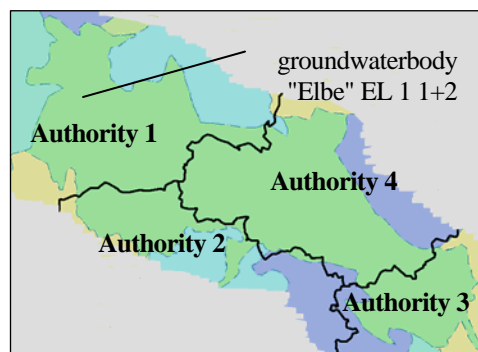 groundwaterbody
"Elbe" EL 1 1+2
Authority 1
Authority 4
Authority 2
Authority 3